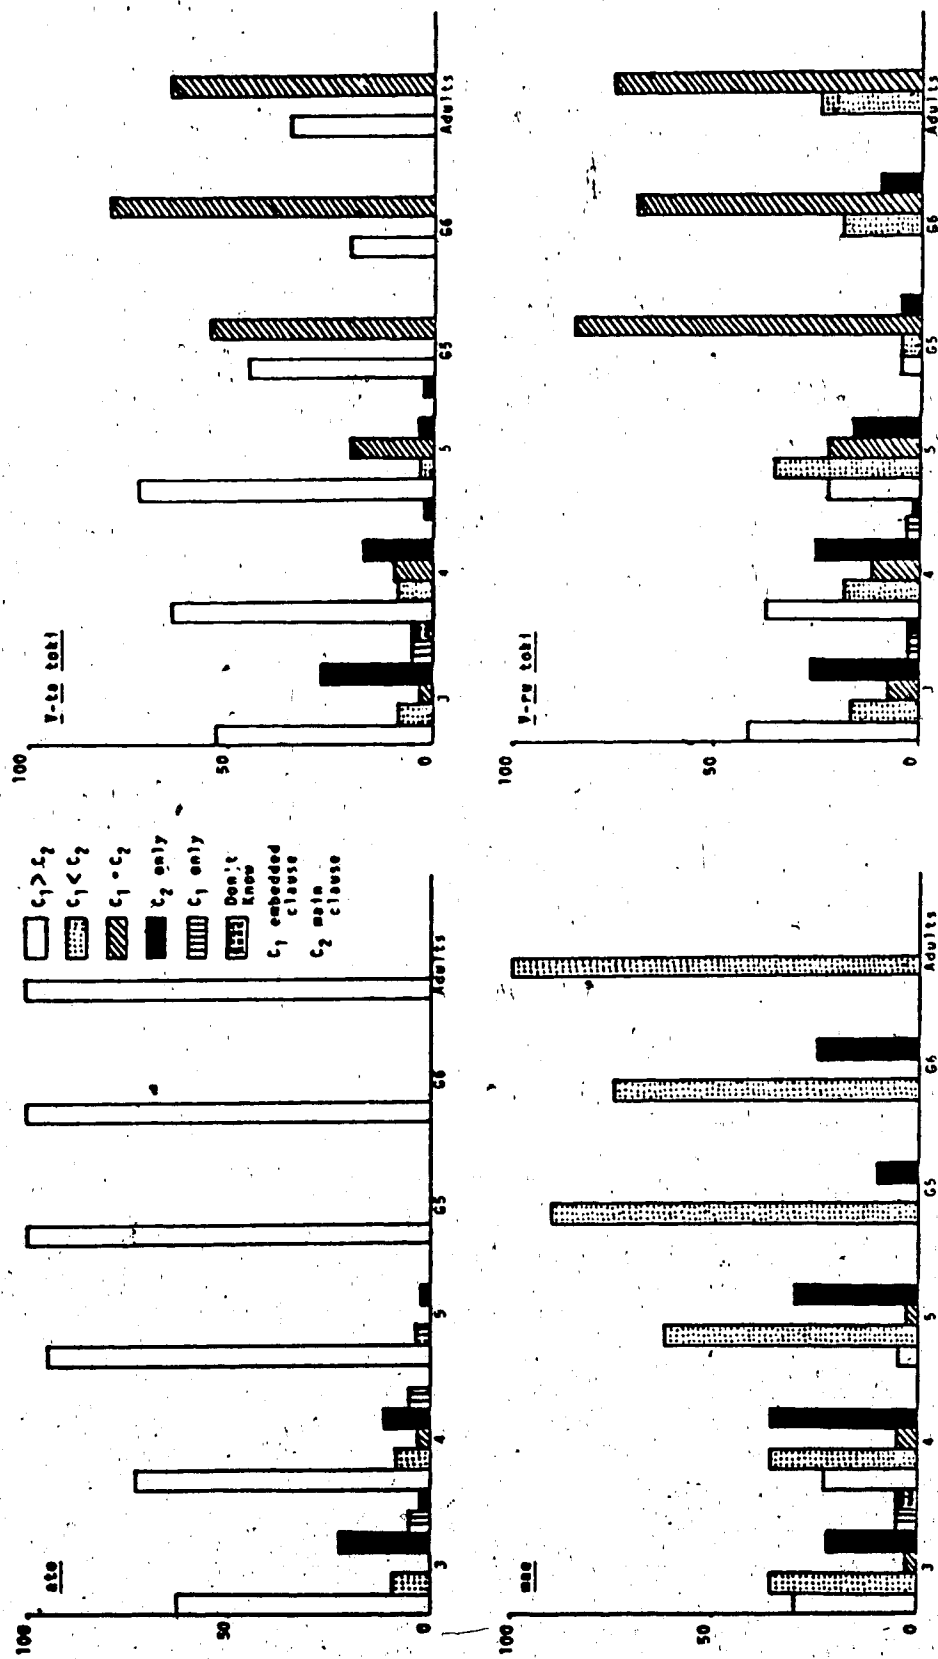 ato
100
50
0
3
4
5
G5
G6
Adults
C₁ > C₂
C₁ < C₂
C₁ = C₂
C₂ only
C₁ only
Don't
Know
C₁ embedded
clause
C₂ main
clause
V-ta toki
100
50
0
3
4
5
G5
G6
Adults
mae
100
50
0
3
4
5
G5
G6
Adults
V-ru toki
100
50
0
3
4
5
G5
G6
Adults